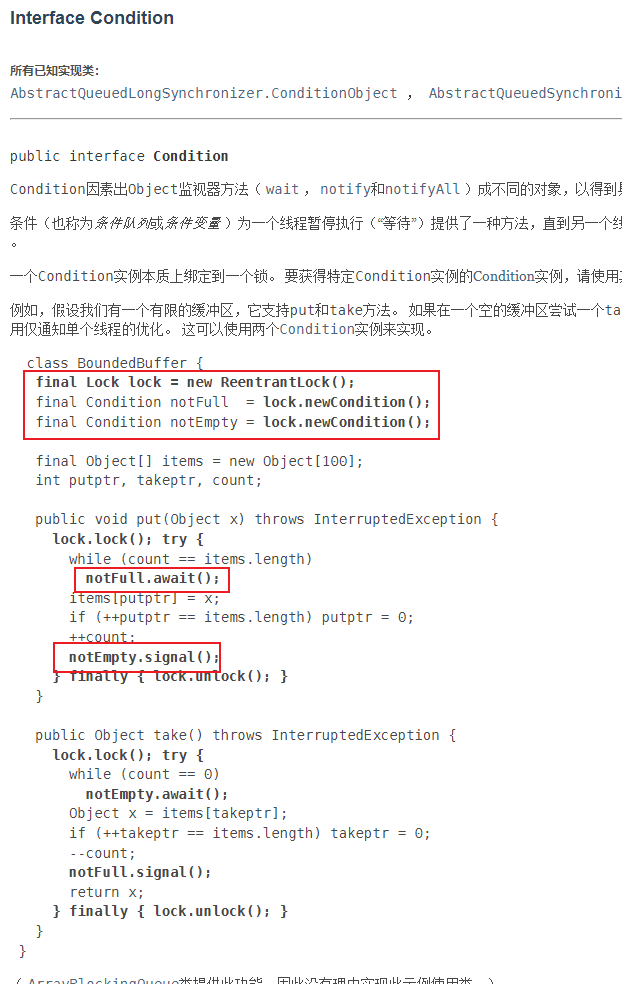 Interface Condition
所有已知实现类:
AbstractQueuedLongSynchronizer.ConditionObject ， AbstractQueuedSynchroni
public interface Condition
Condition因素出Object监视器方法（ wait ， notify和notifyAll ）成不同的对象，以得到具
条件（也称为条件队列或条件变量 ）为一个线程暂停执行（“等待”）提供了一种方法，直到另一个线
。
一个Condition实例本质上绑定到一个锁。 要获得特定Condition实例的Condition实例，请使用其
例如，假设我们有一个有限的缓冲区，它支持put和take方法。 如果在一个空的缓冲区尝试一个ta
用仅通知单个线程的优化。 这可以使用两个Condition实例来实现。
class BoundedBuffer {
final Lock lock = new ReentrantLock();
final Condition notFull  = lock.newCondition();
final Condition notEmpty = lock.newCondition();
final Object[] items = new Object[100];
int putptr, takeptr, count;
public void put(Object x) throws InterruptedException {
lock.lock(); try {
while (count == items.length)
notFull.await();
items[putptr] = x;
if (++putptr == items.length) putptr = 0;
++count;
notEmpty.signal();
} finally { lock.unlock(); }
}
public Object take() throws InterruptedException {
lock.lock(); try {
while (count == 0)
notEmpty.await();
Object x = items[takeptr];
if (++takeptr == items.length) takeptr = 0;
--count;
notFull.signal();
return x;
} finally { lock.unlock(); }
}
}
（ ArrayBlockingQueue类提供此功能，因此没有理由实现此示例使用类。 ）